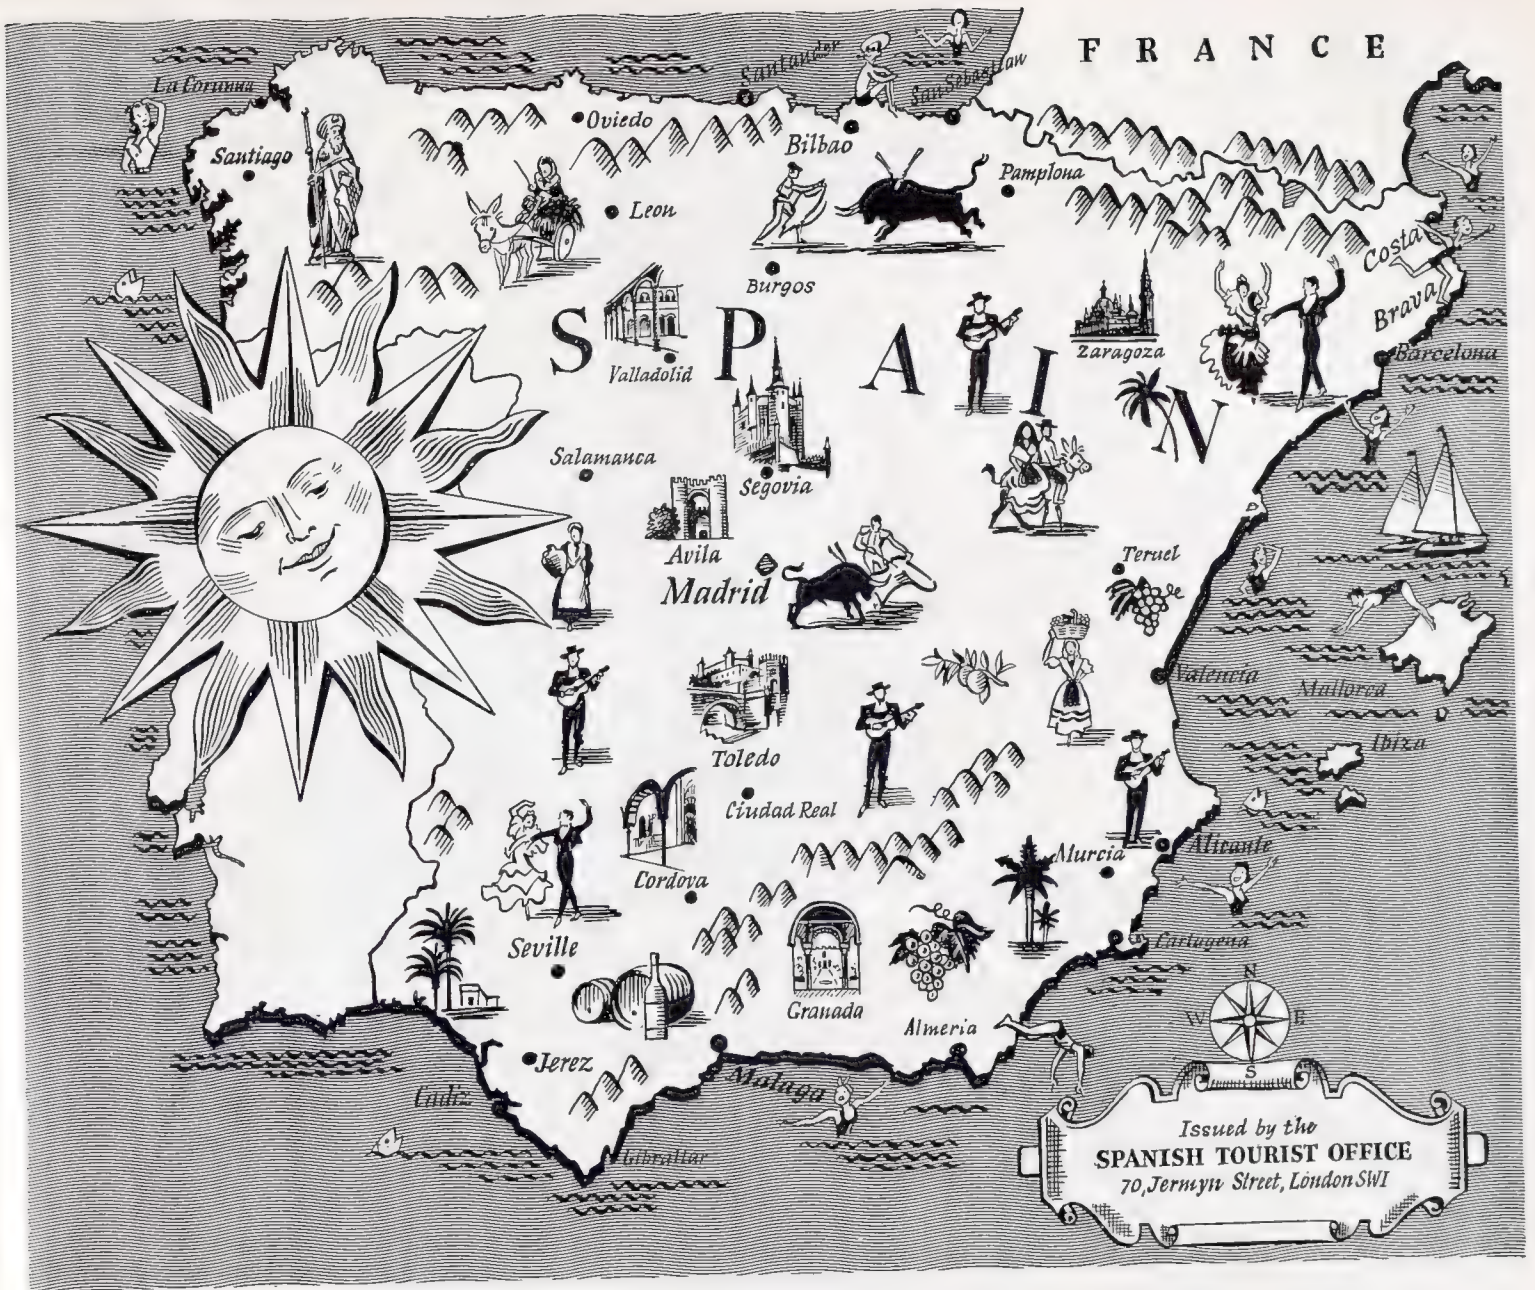 FRANCE
Santander
San Sebastian
La Corunna
Oviedo
Bilbao
Santiago
Pamplona
Leon
Costa
Brava
Burgos
SPAIN
Zaragoza
Valladolid
Barcelona
Salamanca
Segovia
Avila
Teruel
Madrid
Valencia
Mallorca
Ibiza
Toledo
Ciudad Real
Murcia
Alicante
Cordova
Seville
Cartagena
Granada
Almeria
N
W
E
S
Jerez
Malaga
Cadiz
Gibraltar
Issued by the
SPANISH TOURIST OFFICE
70, Jermyn Street, London SW1